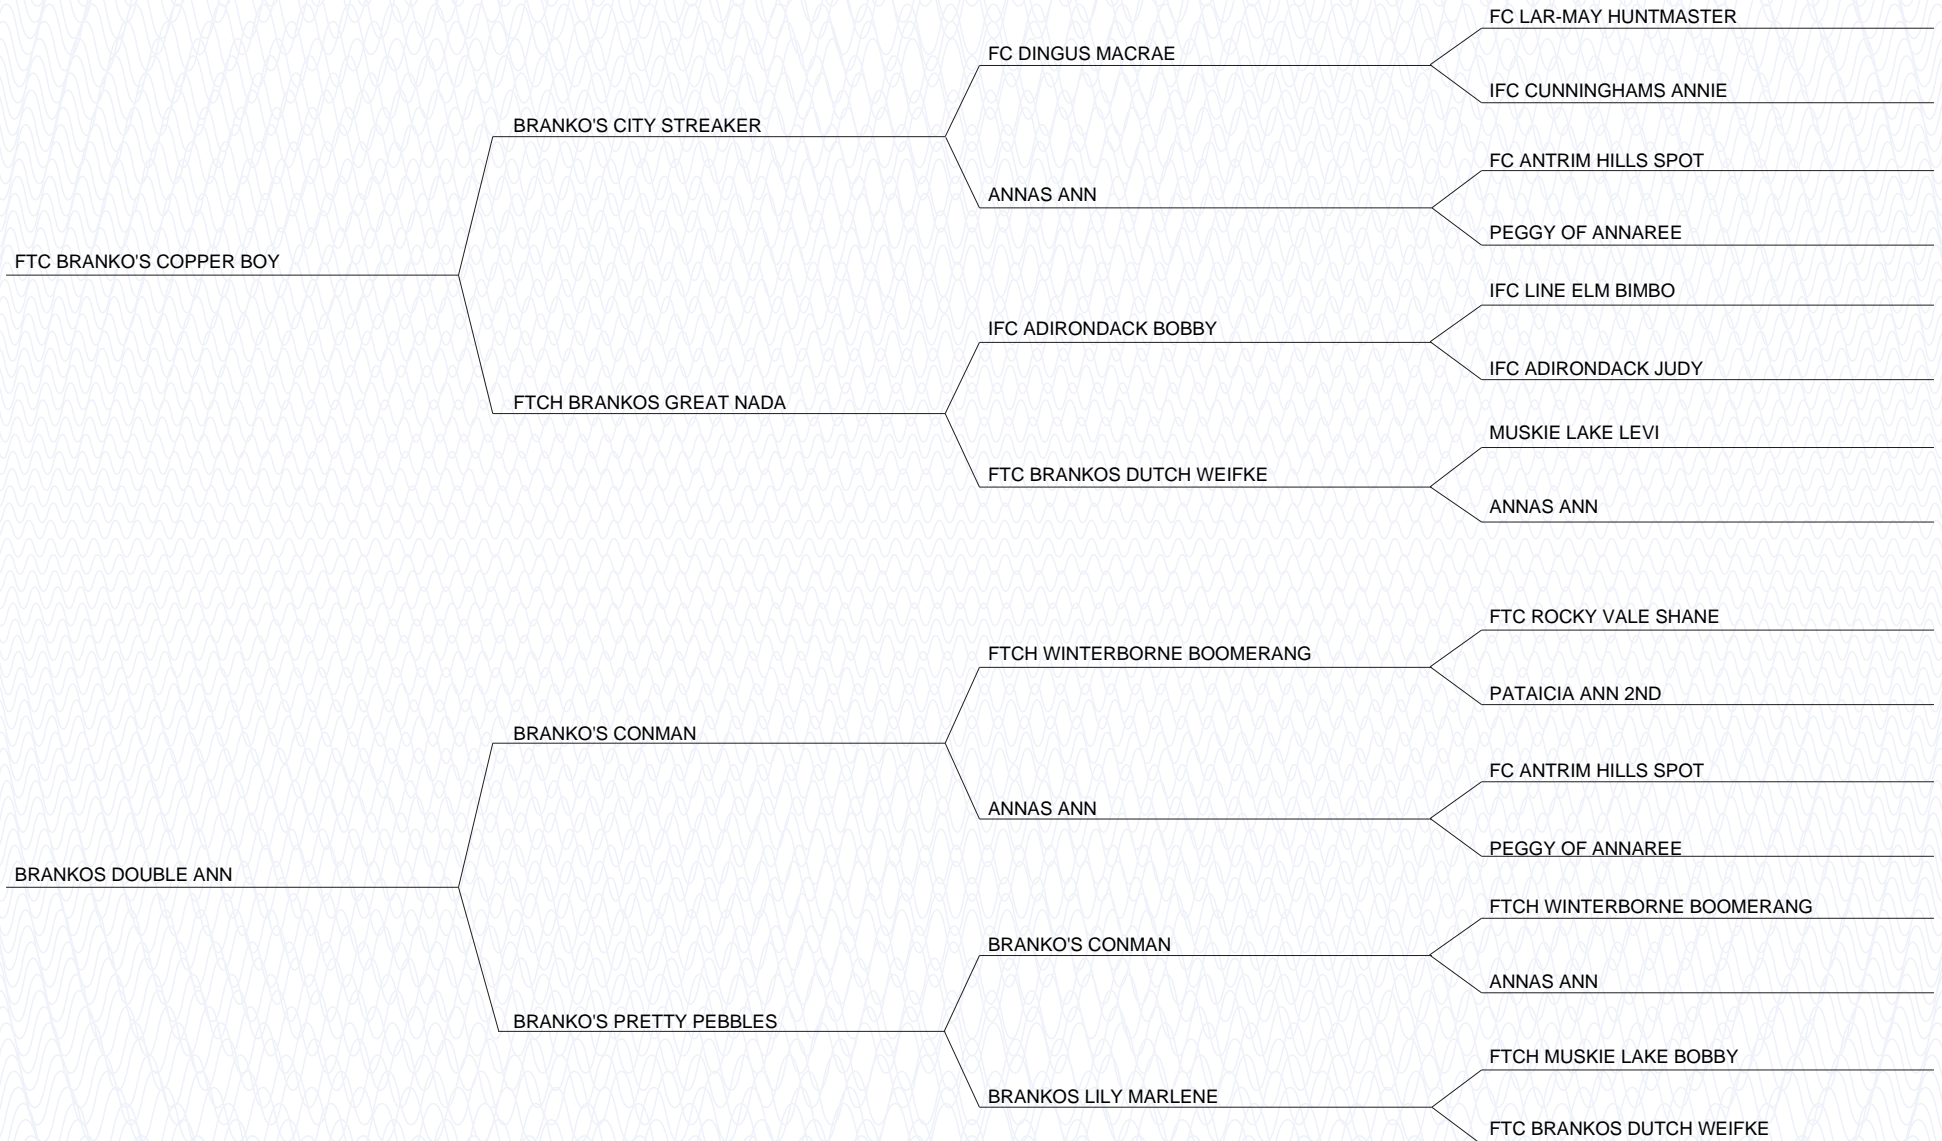 FC LAR-MAY HUNTMASTER
FC DINGUS MACRAE
IFC CUNNINGHAMS ANNIE
BRANKO'S CITY STREAKER
FC ANTRIM HILLS SPOT
ANNAS ANN
PEGGY OF ANNAREE
FTC BRANKO'S COPPER BOY
IFC LINE ELM BIMBO
IFC ADIRONDACK BOBBY
IFC ADIRONDACK JUDY
FTCH BRANKOS GREAT NADA
MUSKIE LAKE LEVI
FTC BRANKOS DUTCH WEIFKE
ANNAS ANN
FTC ROCKY VALE SHANE
FTCH WINTERBORNE BOOMERANG
PATAICIA ANN 2ND
BRANKO'S CONMAN
FC ANTRIM HILLS SPOT
ANNAS ANN
PEGGY OF ANNAREE
BRANKOS DOUBLE ANN
FTCH WINTERBORNE BOOMERANG
BRANKO'S CONMAN
ANNAS ANN
BRANKO'S PRETTY PEBBLES
FTCH MUSKIE LAKE BOBBY
BRANKOS LILY MARLENE
FTC BRANKOS DUTCH WEIFKE